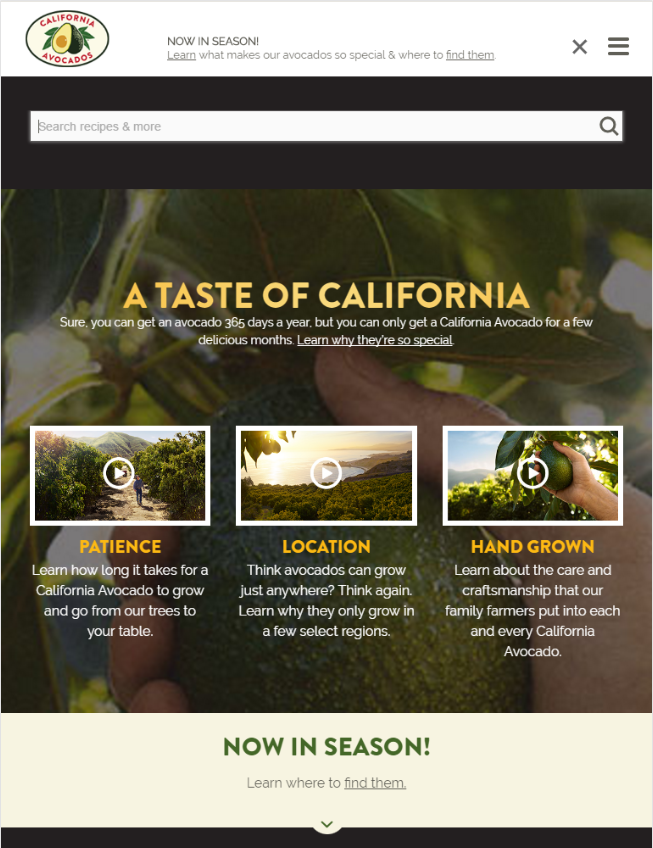 CALIFORNIA
AVOCADOS
NOW IN SEASON!
Learn what makes our avocados so special & where to find them.
Search recipes & more
A TASTE OF CALIFORNIA
Sure, you can get an avocado 365 days a year, but you can only get a California Avocado for a few
delicious months. Learn why they're so special.
PATIENCE
Learn how long it takes for a
California Avocado to grow
and go from our trees to
your table.
LOCATION
Think avocados can grow
just anywhere? Think again.
Learn why they only grow in
a few select regions.
HAND GROWN
Learn about the care and
craftsmanship that our
family farmers put into each
and every California
Avocado.
NOW IN SEASON!
Learn where to find them.